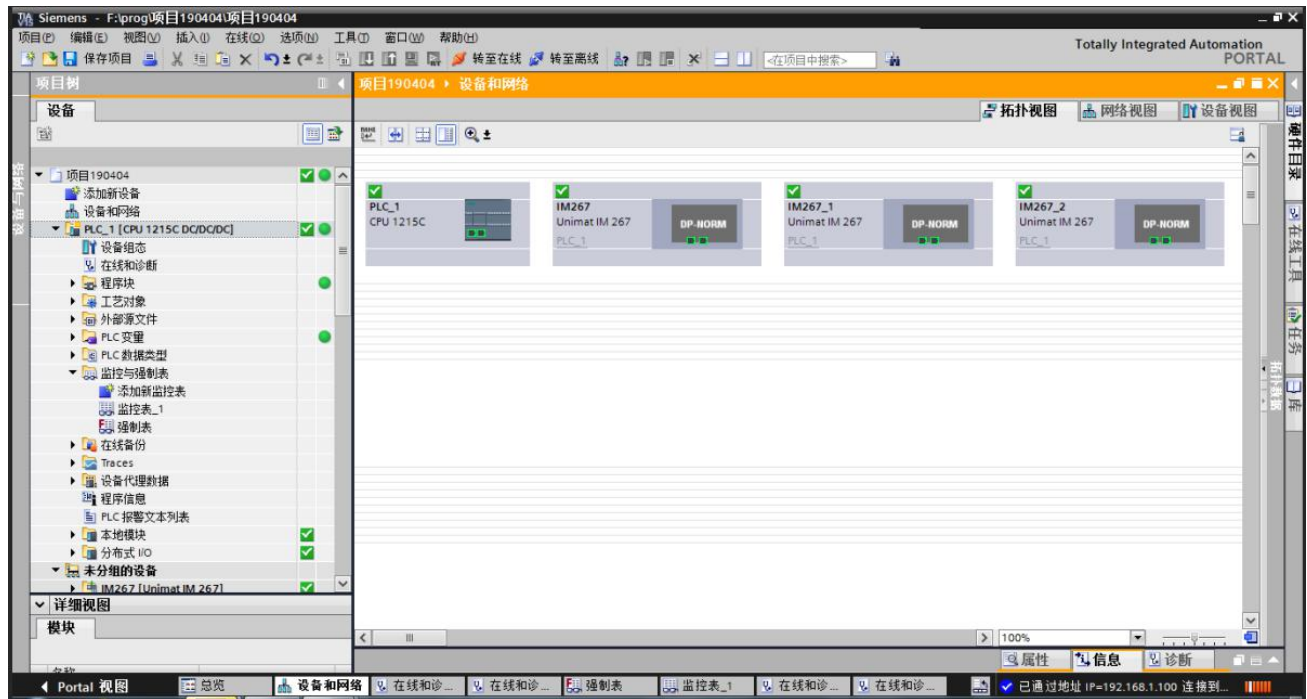 Siemens - F:\prog\项目190404\项目190404
项目(P) 编辑(E) 视图(V) 插入(I) 在线(O) 选项(N) 工具(T) 窗口(W) 帮助(H)
Totally Integrated Automation
PORTAL
保存项目 转至在线 转至离线 <在项目中搜索>
项目树
项目190404 设备和网络
设备
拓扑视图 网络视图 设备视图
设备与网络
项目190404
添加新设备
设备和网络
PLC_1 [CPU 1215C DC/DC/DC]
设备组态
在线和诊断
程序块
工艺对象
外部源文件
PLC 变量
PLC 数据类型
监控与强制表
添加新监控表
监控表_1
强制表
在线备份
Traces
设备代理数据
程序信息
PLC 报警文本列表
本地模块
分布式 I/O
未分组的设备
IM267 [Unimat IM 267]
详细视图
模块
名称
PLC_1
CPU 1215C
IM267
Unimat IM 267
DP-NORM
PLC_1
IM267_1
Unimat IM 267
DP-NORM
PLC_1
IM267_2
Unimat IM 267
DP-NORM
PLC_1
100%
拓扑数据
硬件目录
在线工具
任务
库
属性 信息 诊断
Portal 视图 总览 设备和网络 在线和诊... 在线和诊... 强制表 监控表_1 在线和诊... 在线和诊... 已通过地址 IP=192.168.1.100 连接到...